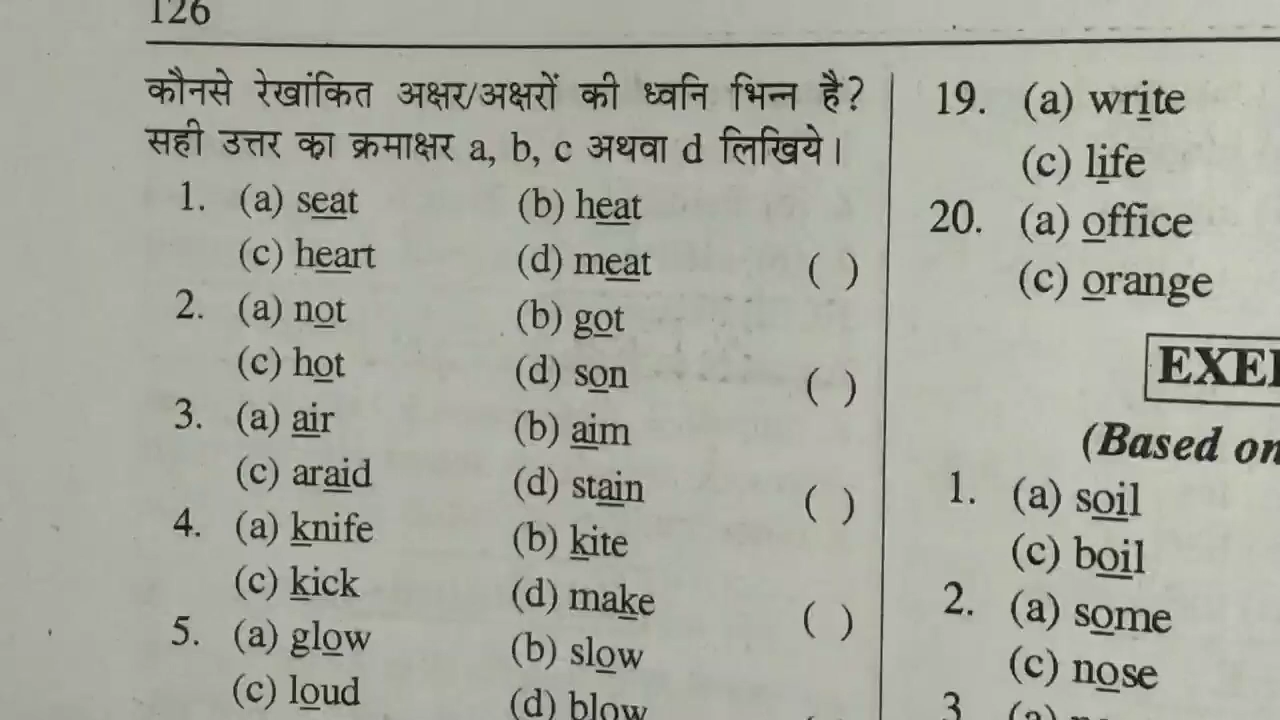 126
कौनसे रेखांकित अक्षर/अक्षरों की ध्वनि भिन्न है?
सही उत्तर का क्रमाक्षर a, b, c अथवा d लिखिये।
1. (a) seat (b) heat
(c) heart (d) meat ( )
2. (a) not (b) got
(c) hot (d) son ( )
3. (a) air (b) aim
(c) araid (d) stain ( )
4. (a) knife (b) kite
(c) kick (d) make ( )
5. (a) glow (b) slow
(c) loud (d) blow
19. (a) write
(c) life
20. (a) office
(c) orange
(Based on
1. (a) soil
(c) boil
2. (a) some
(c) nose
3. (a)